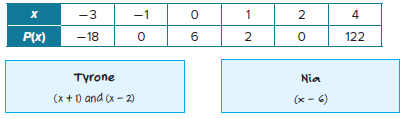 x −3 −1 0 1 2 4
P(x) −18 0 6 2 0 122
Tyrone
(x + 1) and (x − 2)
Nia
(x − 6)